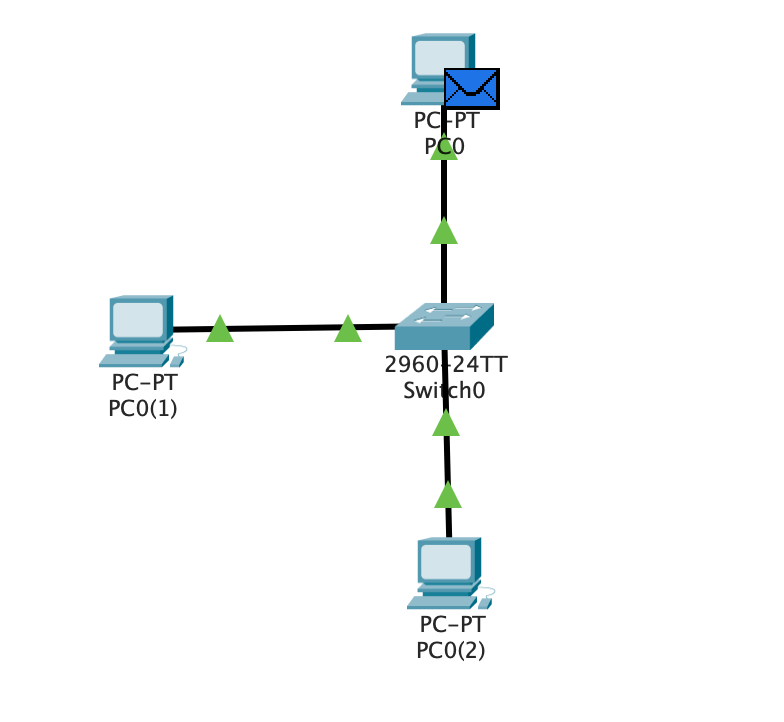 PC-PT
PC0
2960-24TT
Switch0
PC-PT
PC0(1)
PC-PT
PC0(2)